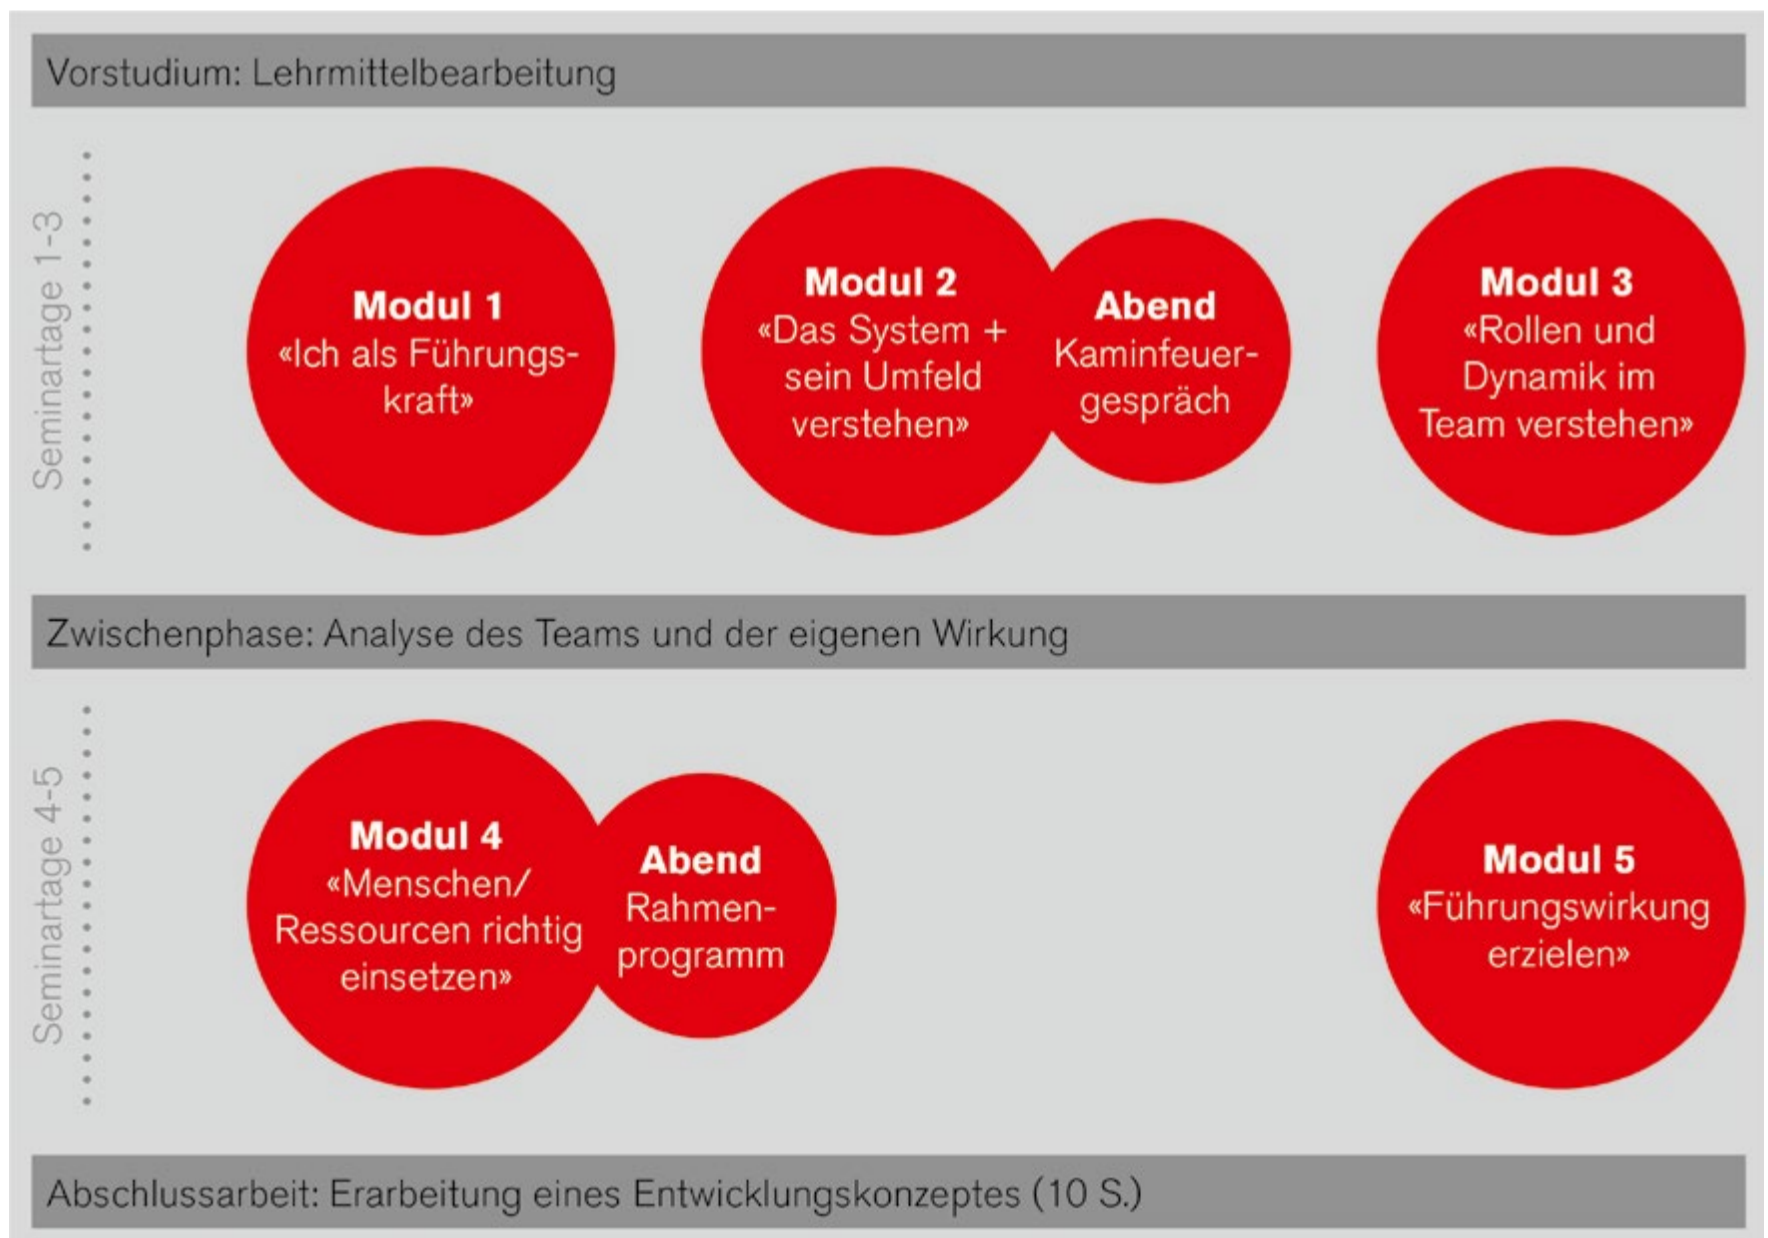 Vorstudium: Lehrmittelbearbeitung
Seminartage 1-3
Modul 1
«Ich als Führungs-
kraft»
Modul 2
«Das System +
sein Umfeld
verstehen»
Abend
Kaminfeuer-
gespräch
Modul 3
«Rollen und
Dynamik im
Team verstehen»
Zwischenphase: Analyse des Teams und der eigenen Wirkung
Seminartage 4-5
Modul 4
«Menschen/
Ressourcen richtig
einsetzen»
Abend
Rahmen-
programm
Modul 5
«Führungswirkung
erzielen»
Abschlussarbeit: Erarbeitung eines Entwicklungskonzeptes (10 S.)